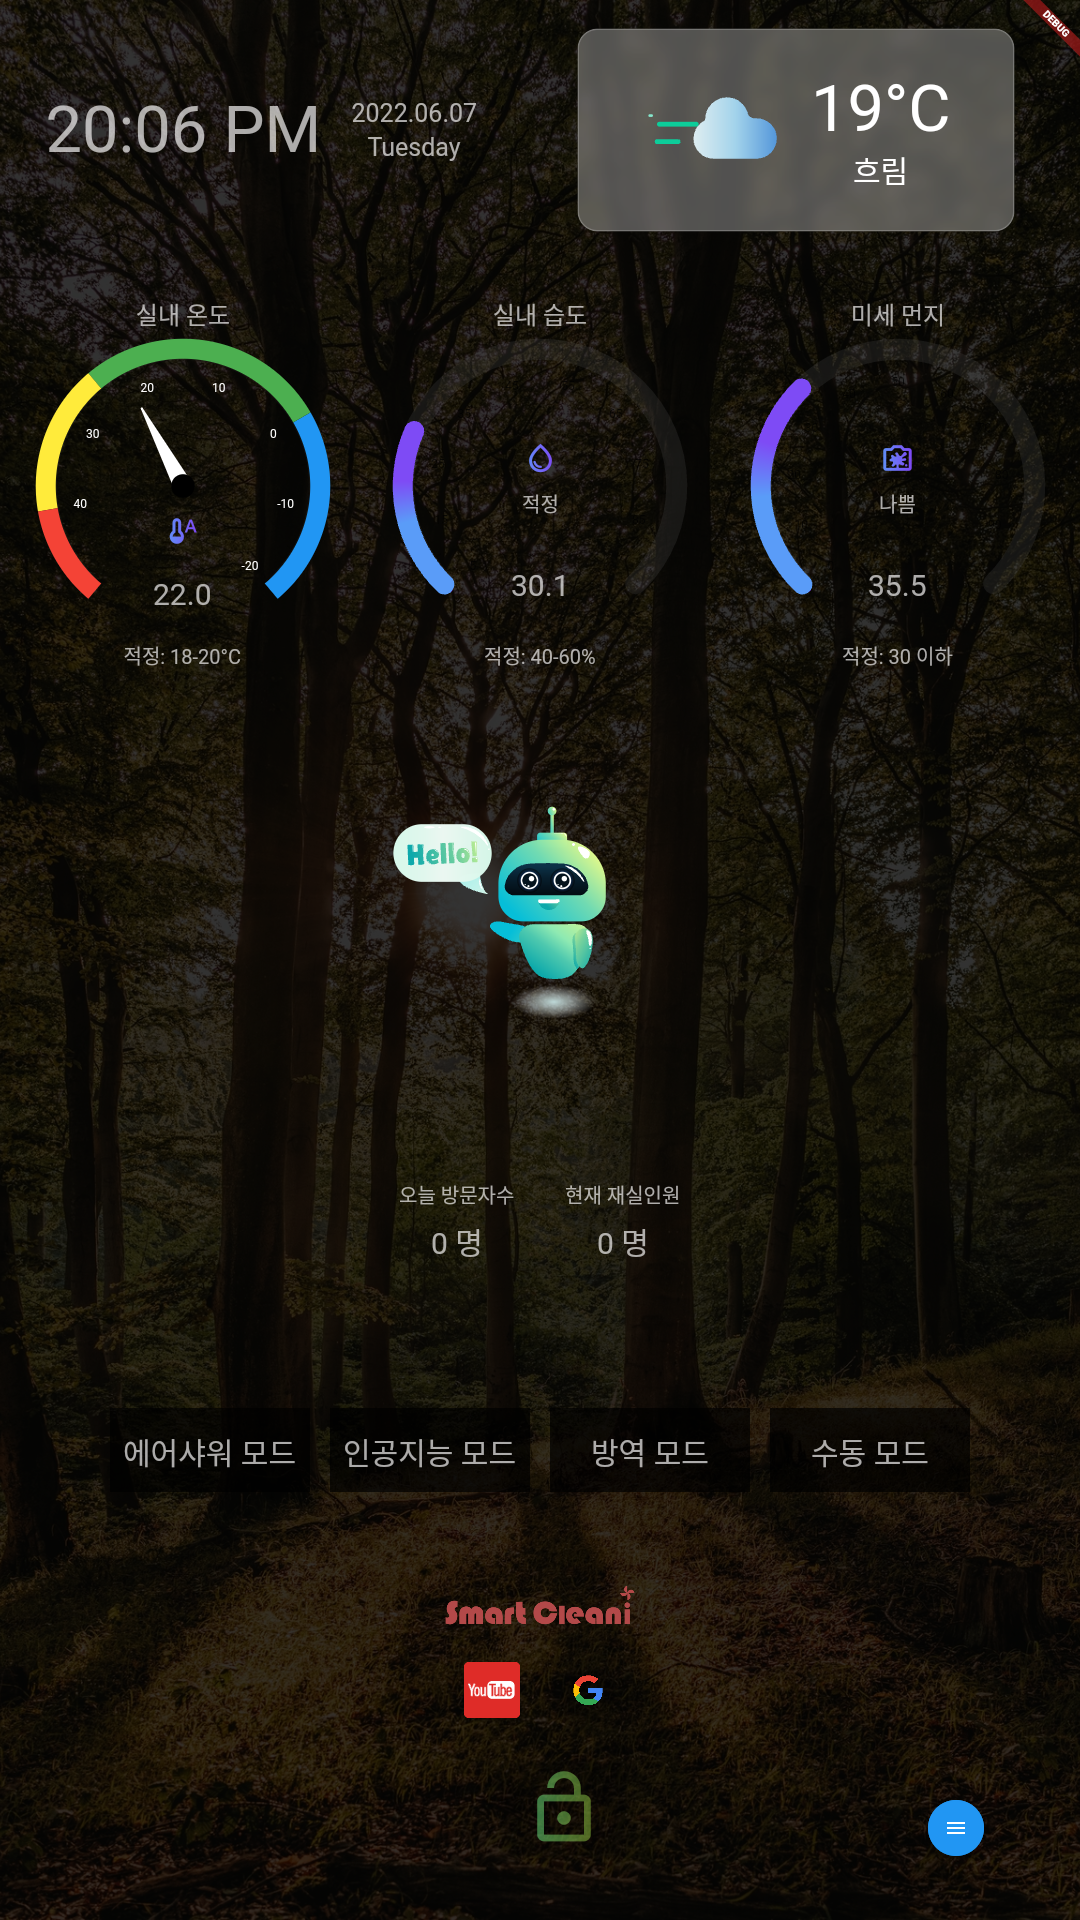 DEBUG
20:06 PM
2022.06.07
Tuesday
19°C
흐림
실내 온도
실내 습도
미세 먼지
20
10
30
0
40
-10
-20
22.0
적정
30.1
나쁨
35.5
적정: 18-20°C
적정: 40-60%
적정: 30 이하
Hello!
오늘 방문자수
현재 재실인원
0 명
0 명
에어샤워 모드
인공지능 모드
방역 모드
수동 모드
Smart Cleani
YouTube
G